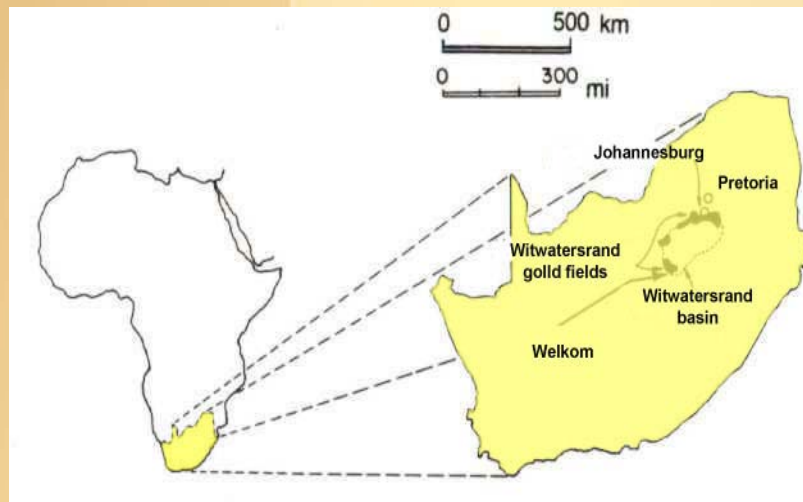 0 500 km
0 300 mi
Johannesburg
Pretoria
Witwatersrand
golld fields
Witwatersrand
basin
Welkom